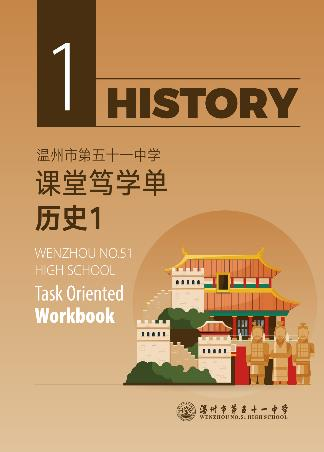 1
HISTORY
温州市第五十一中学
课堂笃学单
历史1
WENZHOU NO.51
HIGH SCHOOL
Task Oriented
Workbook
温州市第五十一中学
WENZHOU NO.51 HIGH SCHOOL